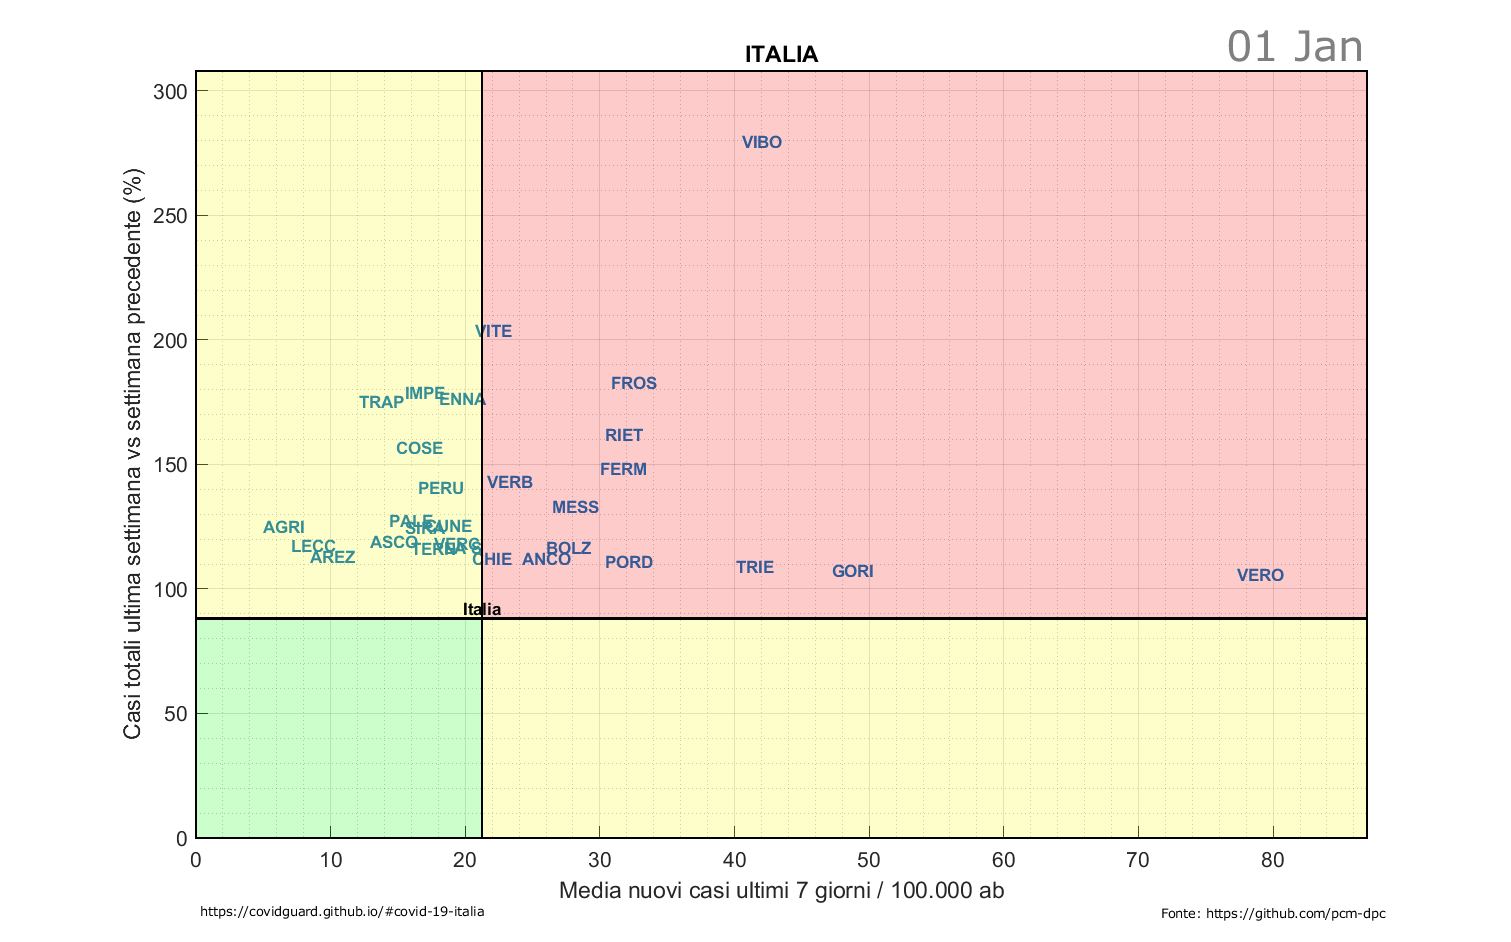 01 Jan
ITALIA
Casi totali ultima settimana vs settimana precedente (%)
300
250
200
150
100
50
0
VIBO
VITE
FROS
IMPE
ENNA
TRAP
RIET
COSE
FERM
VERB
PERU
MESS
PALE
SIRA
CUNE
AGRI
ASCO
VERC
LECC
TERN
BOLZ
AREZ
CHIE
ANCO
PORD
TRIE
GORI
VERO
Italia
0 10 20 30 40 50 60 70 80
Media nuovi casi ultimi 7 giorni / 100.000 ab
https://covidguard.github.io/#covid-19-italia
Fonte: https://github.com/pcm-dpc